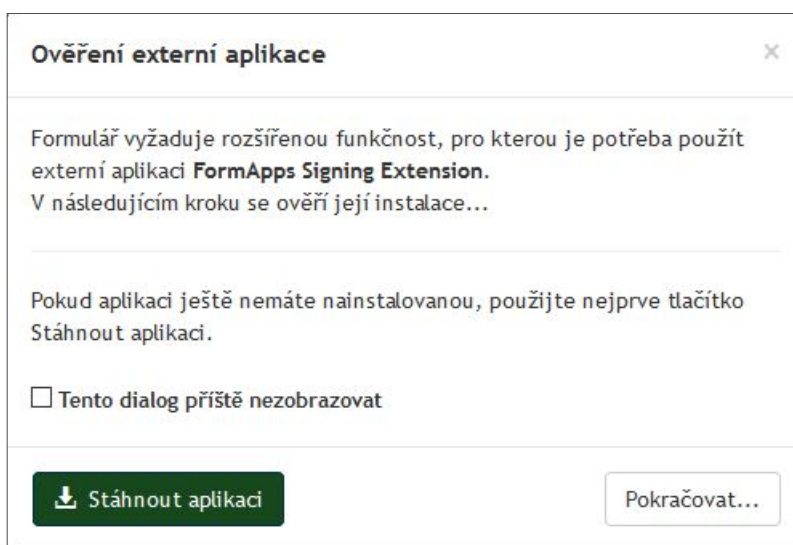 Ověření externí aplikace
×
Formulář vyžaduje rozšířenou funkčnost, pro kterou je potřeba použít
externí aplikaci FormApps Signing Extension.
V následujícím kroku se ověří její instalace...
Pokud aplikaci ještě nemáte nainstalovanou, použijte nejprve tlačítko
Stáhnout aplikaci.
Tento dialog příště nezobrazovat
Stáhnout aplikaci
Pokračovat...